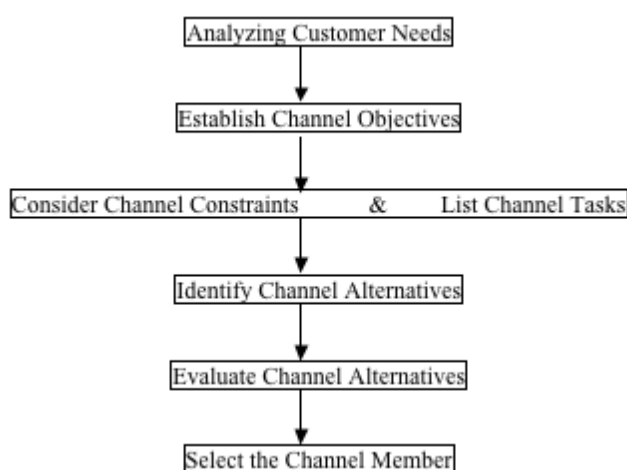 Analyzing Customer Needs
Establish Channel Objectives
Consider Channel Constraints & List Channel Tasks
Identify Channel Alternatives
Evaluate Channel Alternatives
Select the Channel Member